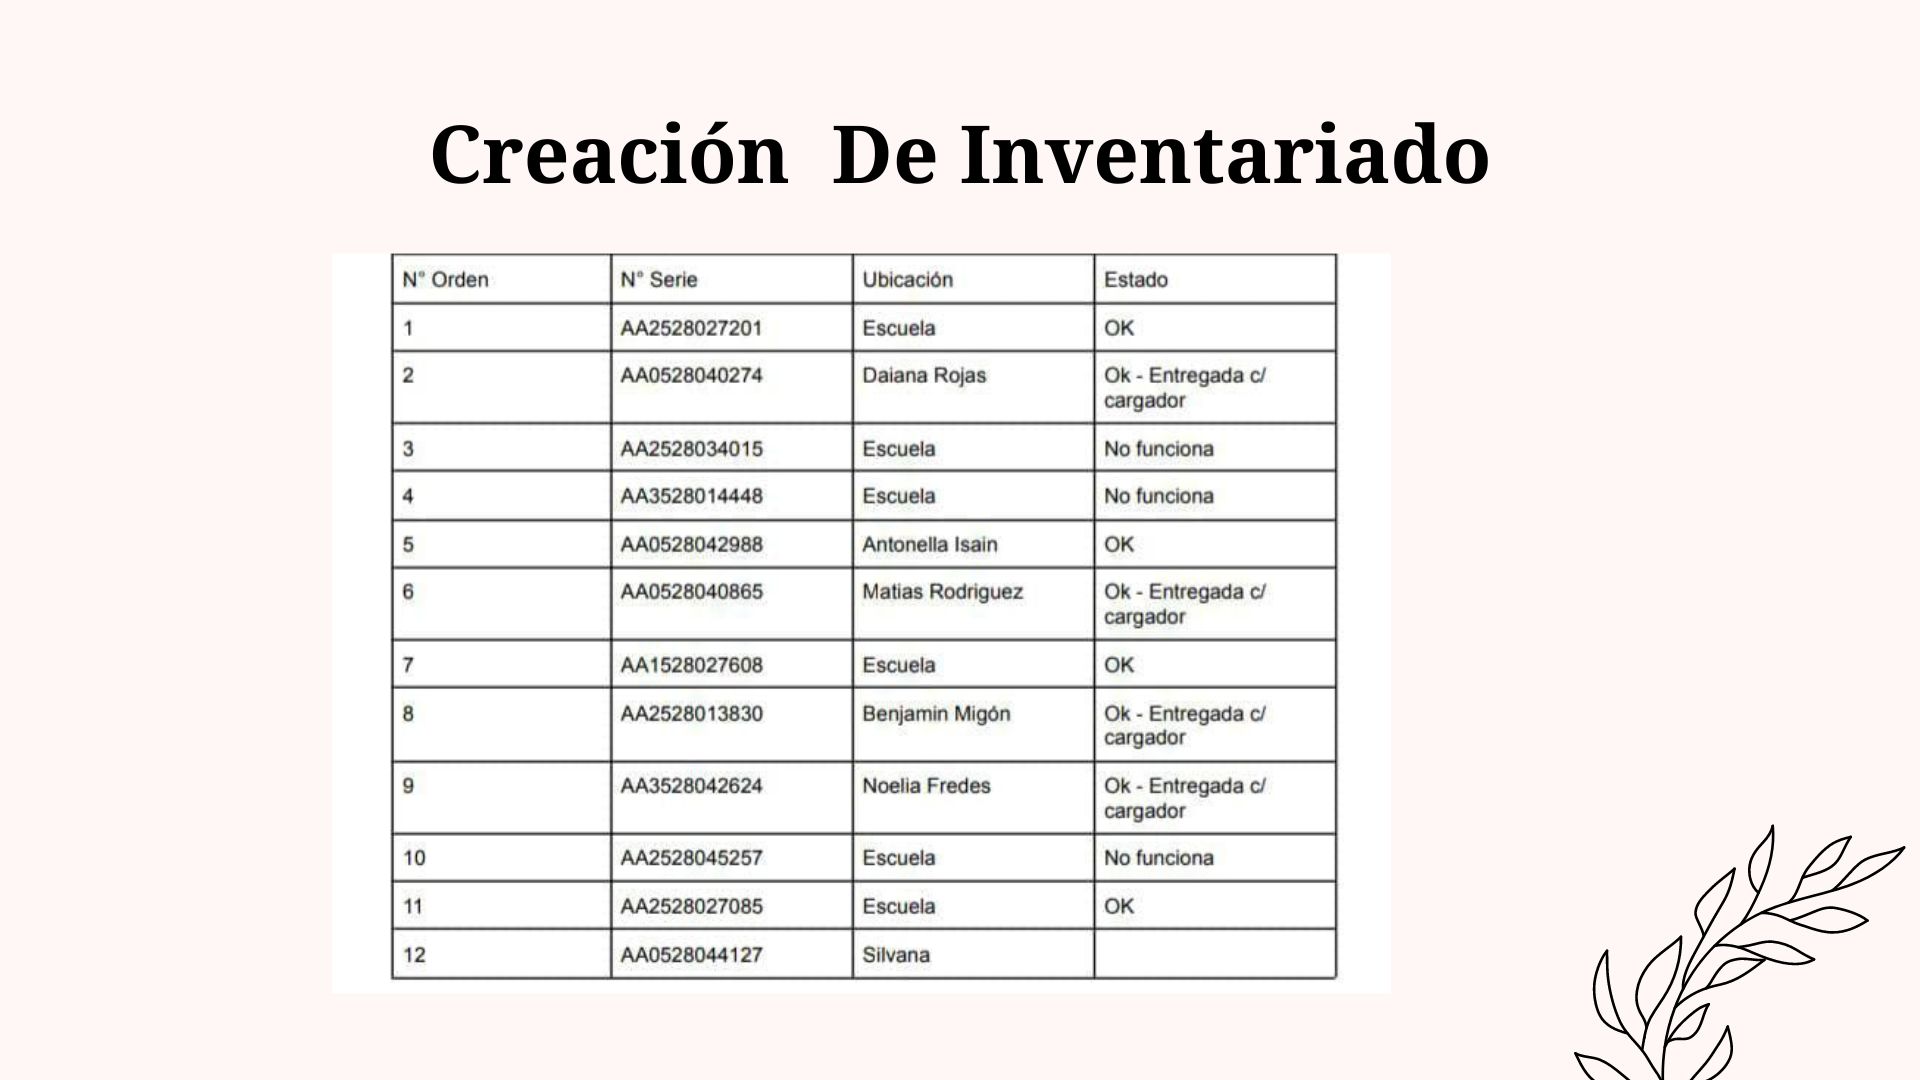 Creación De Inventariado
N° Orden N° Serie Ubicación Estado
1 AA2528027201 Escuela OK
2 AA0528040274 Daiana Rojas Ok - Entregada c/
cargador
3 AA2528034015 Escuela No funciona
4 AA3528014448 Escuela No funciona
5 AA0528042988 Antonella Isain OK
6 AA0528040865 Matias Rodriguez Ok - Entregada c/
cargador
7 AA1528027608 Escuela OK
8 AA2528013830 Benjamin Migón Ok - Entregada c/
cargador
9 AA3528042624 Noelia Fredes Ok - Entregada c/
cargador
10 AA2528045257 Escuela No funciona
11 AA2528027085 Escuela OK
12 AA0528044127 Silvana